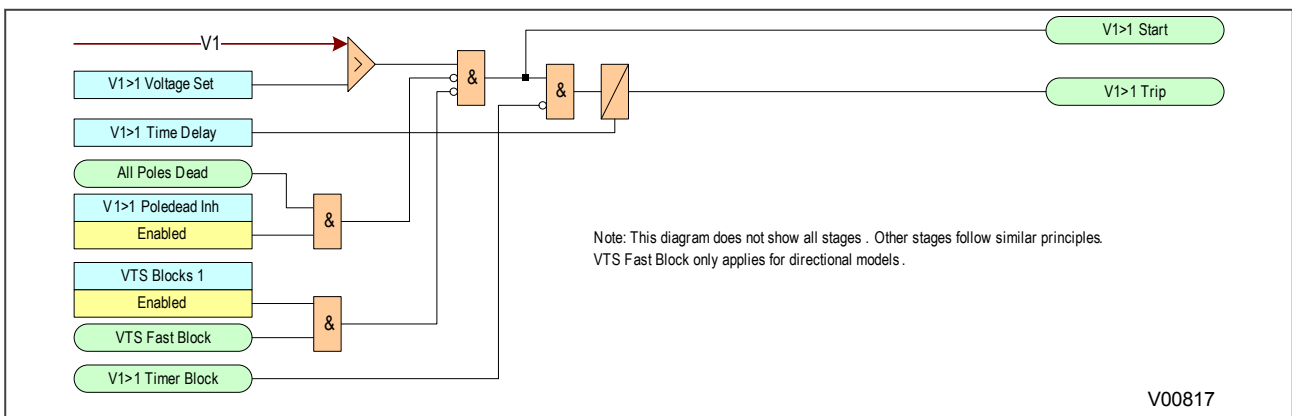 V1
V1>1 Start
>
&
V1>1 Voltage Set
&
V1>1 Trip
V1>1 Time Delay
All Poles Dead
V1>1 Poledead Inh
&
Enabled
Note: This diagram does not show all stages . Other stages follow similar principles.
VTS Fast Block only applies for directional models .
VTS Blocks 1
Enabled
&
VTS Fast Block
V1>1 Timer Block
V00817